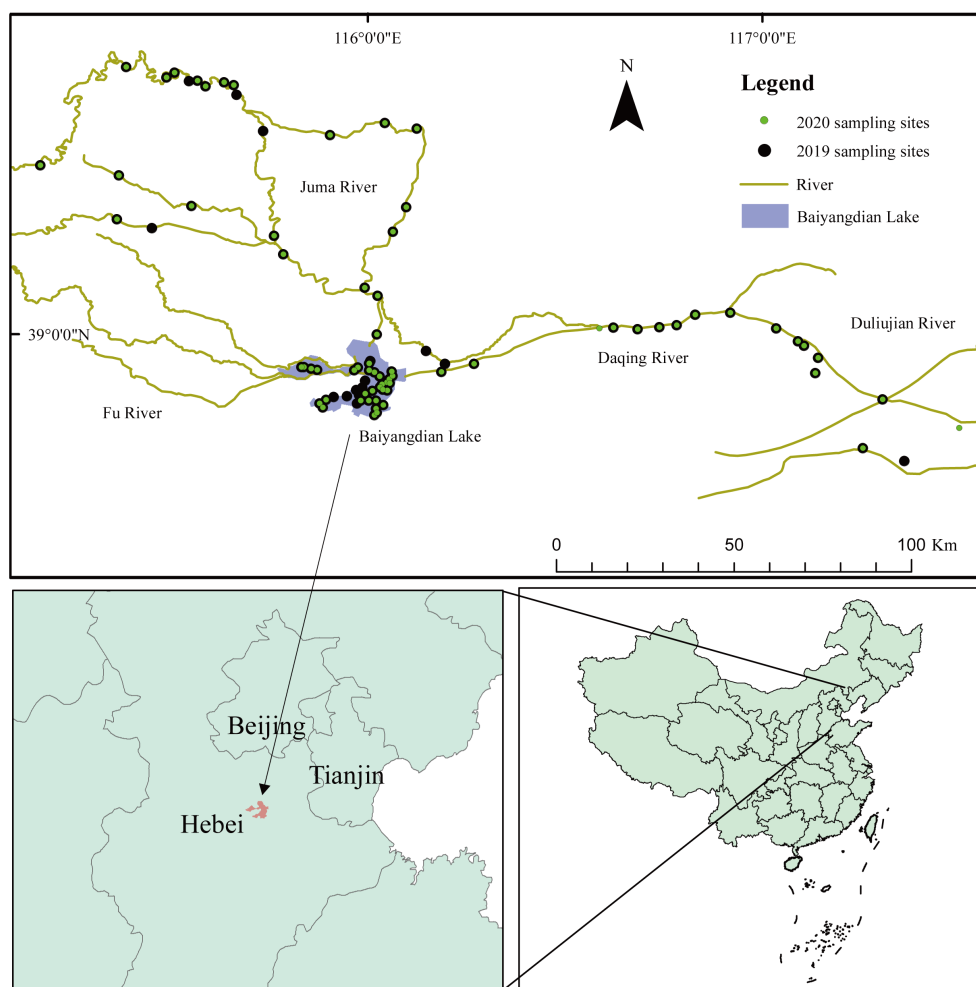 116°0'0"E
117°0'0"E
N
Legend
2020 sampling sites
2019 sampling sites
River
Baiyangdian Lake
Juma River
39°0'0"N
Duliujian River
Daqing River
Fu River
Baiyangdian Lake
0 50 100 Km
Beijing
Tianjin
Hebei